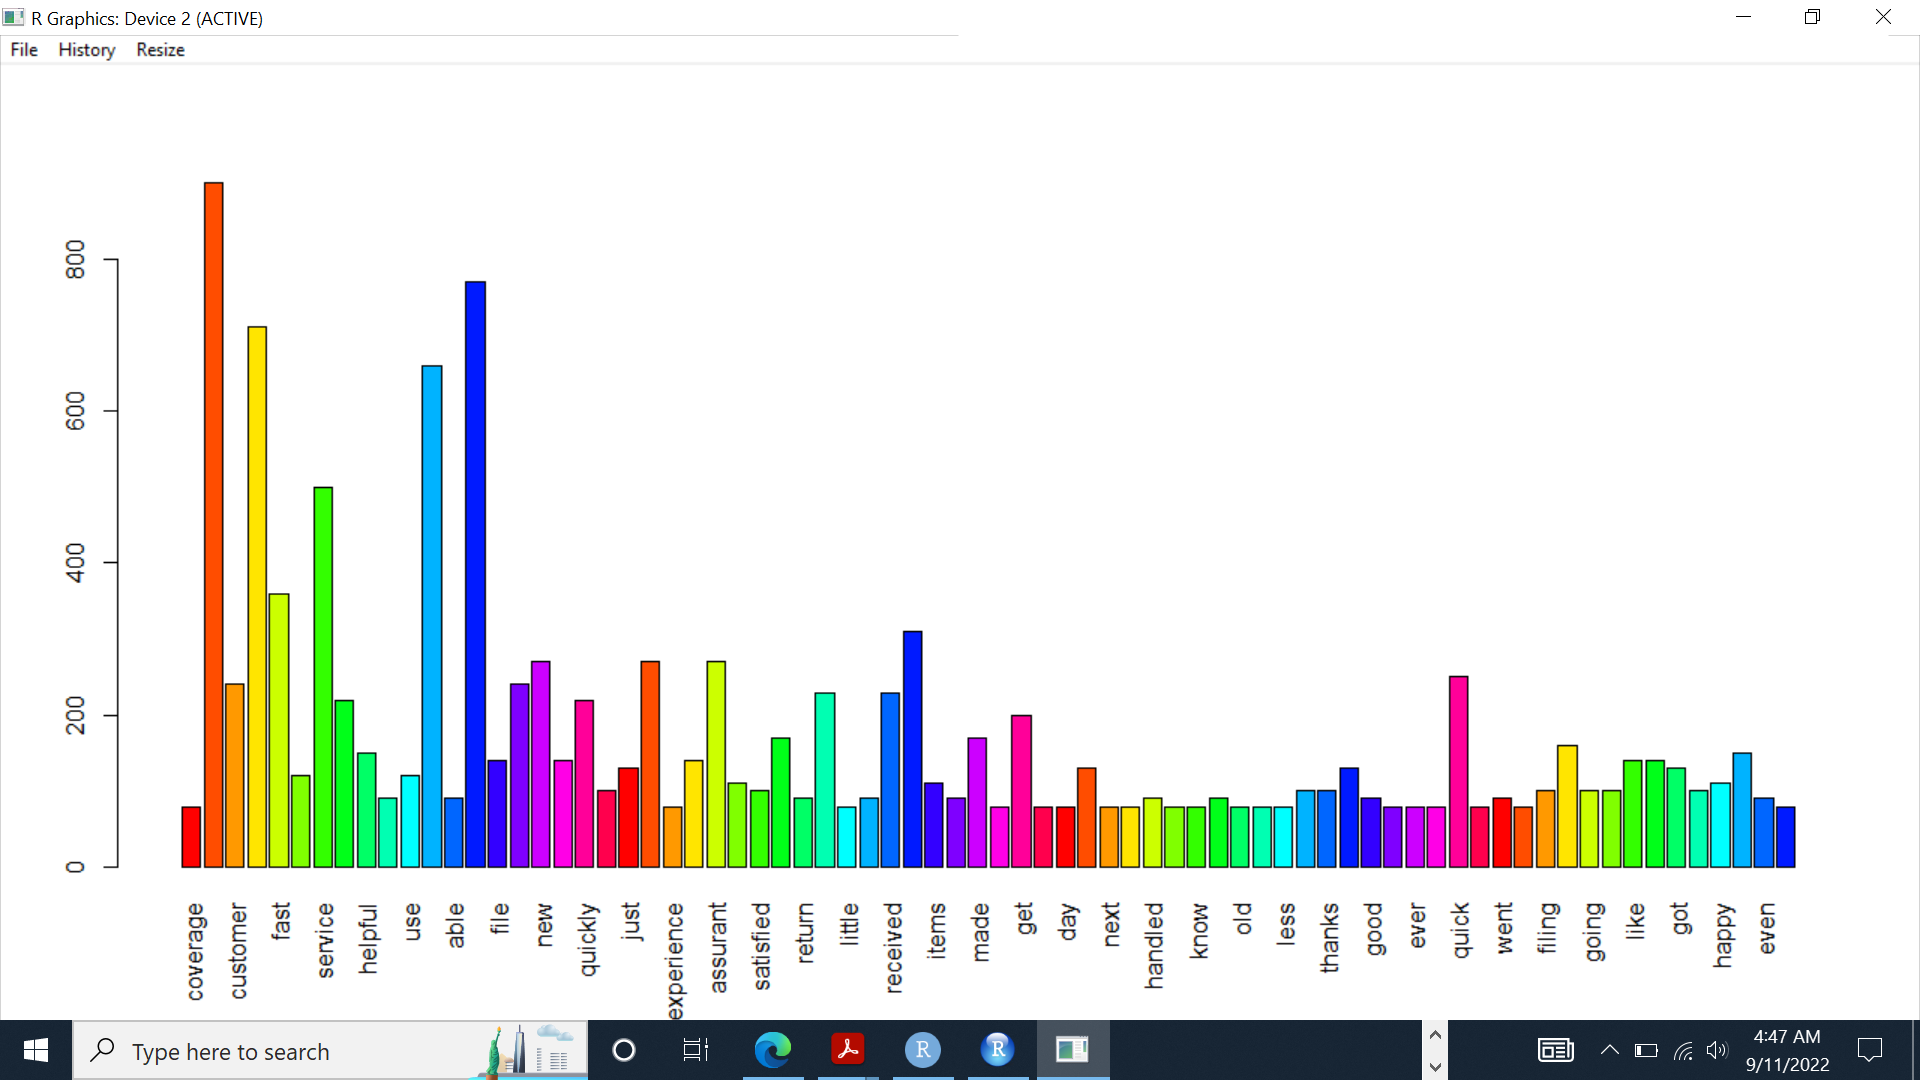 R Graphics: Device 2 (ACTIVE)
File History Resize
800
600
400
200
0
coverage
customer
fast
service
helpful
use
able
file
new
quickly
just
experience
assurant
satisfied
return
little
received
items
made
get
day
next
handled
know
old
less
thanks
good
ever
quick
went
filing
going
like
got
happy
even
Type here to search
R
R
4:47 AM
9/11/2022